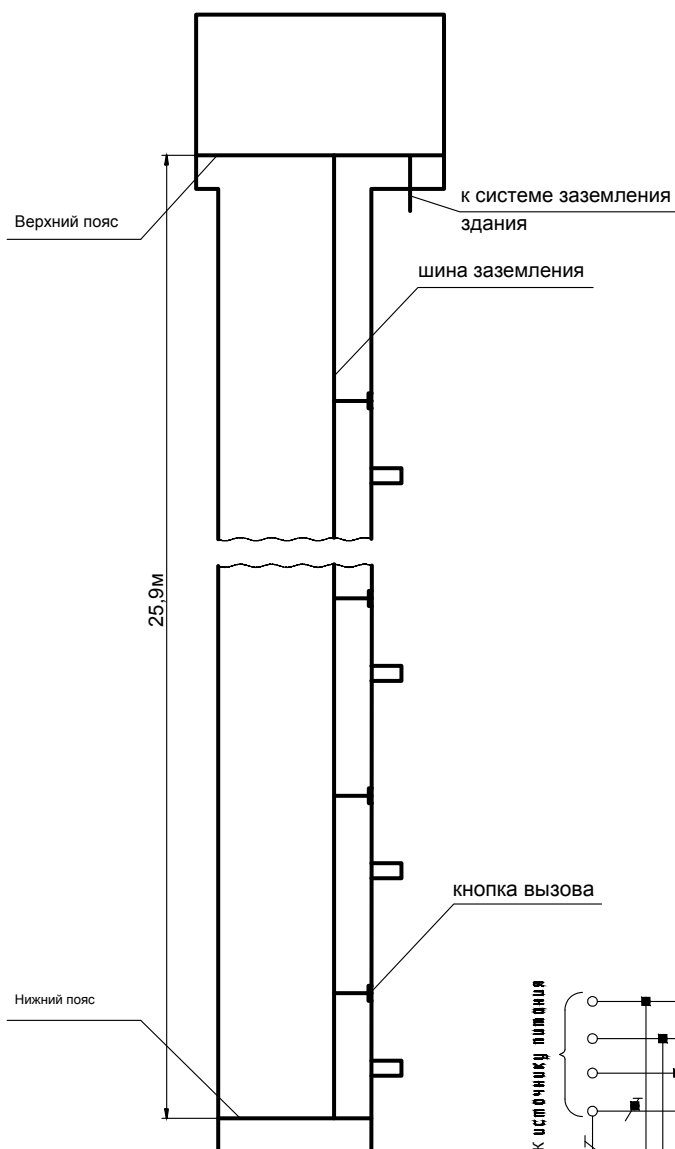 к системе заземления
здания
Верхний пояс
шина заземления
25,9м
кнопка вызова
Нижний пояс
К источнику питания